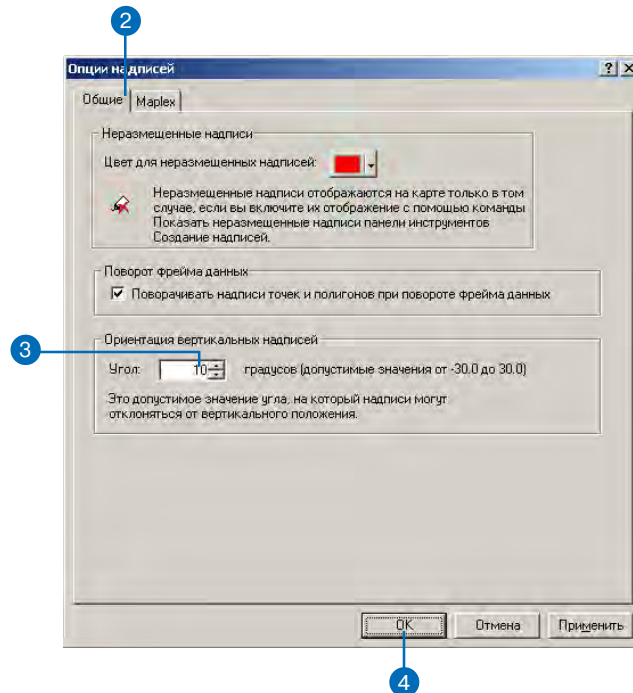 2
Опции надписей
Общие Maplex
Неразмещенные надписи
Цвет для неразмещенных надписей:
Неразмещенные надписи отображаются на карте только в том
случае, если вы включите их отображение с помощью команды
Показать неразмещенные надписи панели инструментов
Создание надписей.
Поворот фрейма данных
Поворачивать надписи точек и полигонов при повороте фрейма данных
Ориентация вертикальных надписей
3
Угол: 10 градусов (допустимые значения от -30.0 до 30.0)
Это допустимое значение угла, на который надписи могут
отклоняться от вертикального положения.
OK Отмена Применить
4